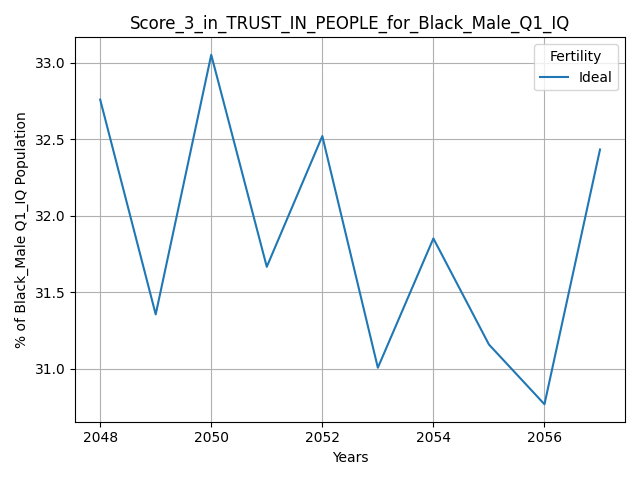 Score_3_in_TRUST_IN_PEOPLE_for_Black_Male_Q1_IQ
Fertility
Ideal
% of Black_Male Q1_IQ Population
33.0
32.5
32.0
31.5
31.0
2048 2050 2052 2054 2056
Years